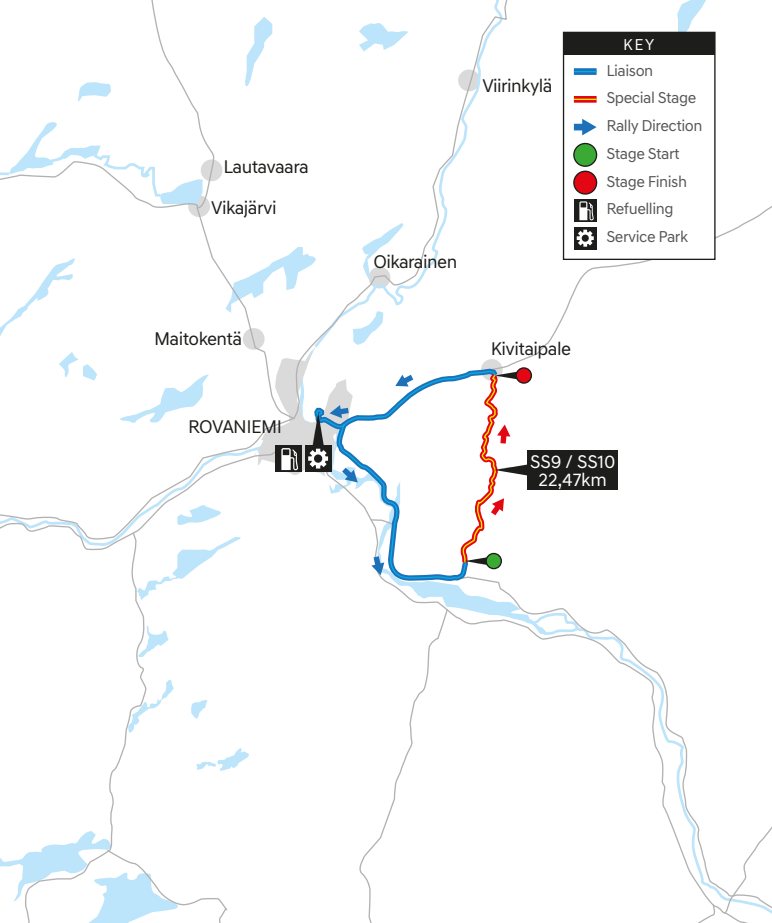 KEY
Liaison
Special Stage
Rally Direction
Stage Start
Stage Finish
Refuelling
Service Park
Viirinkylä
Lautavaara
Vikajärvi
Oikarainen
Maitokentä
Kivitaipale
ROVANIEMI
SS9 / SS10
22,47km